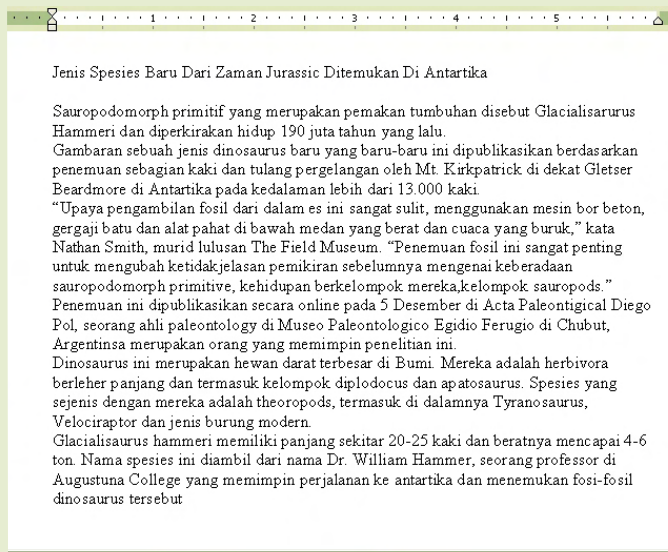 1 2 3 4 5
Jenis Spesies Baru Dari Zaman Jurassic Ditemukan Di Antartika
Sauropodomorph primitif yang merupakan pemakan tumbuhan disebut Glacialisarurus
Hammeri dan diperkirakan hidup 190 juta tahun yang lalu.
Gambaran sebuah jenis dinosaurus baru yang baru-baru ini dipublikasikan berdasarkan
penemuan sebagian kaki dan tulang pergelangan oleh Mt. Kirkpatrick di dekat Gletser
Beardmore di Antartika pada kedalaman lebih dari 13.000 kaki.
“Upaya pengambilan fosil dari dalam es ini sangat sulit, menggunakan mesin bor beton,
gergaji batu dan alat pahat di bawah medan yang berat dan cuaca yang buruk,” kata
Nathan Smith, murid lulusan The Field Museum. “Penemuan fosil ini sangat penting
untuk mengubah ketidakjelasan pemikiran sebelumnya mengenai keberadaan
sauropodomorph primitive, kehidupan berkelompok mereka,kelompok sauropods.”
Penemuan ini dipublikasikan secara online pada 5 Desember di Acta Paleontigical Diego
Pol, seorang ahli paleontology di Museo Paleontologico Egidio Ferugio di Chubut,
Argentinsa merupakan orang yang memimpin penelitian ini.
Dinosaurus ini merupakan hewan darat terbesar di Bumi. Mereka adalah herbivora
berleher panjang dan termasuk kelompok diplodocus dan apatosaurus. Spesies yang
sejenis dengan mereka adalah theoropods, termasuk di dalamnya Tyranosaurus,
Velociraptor dan jenis burung modern.
Glacialisaurus hammeri memiliki panjang sekitar 20-25 kaki dan beratnya mencapai 4-6
ton. Nama spesies ini diambil dari nama Dr. William Hammer, seorang professor di
Augustuna College yang memimpin perjalanan ke antartika dan menemukan fosi-fosil
dinosaurus tersebut